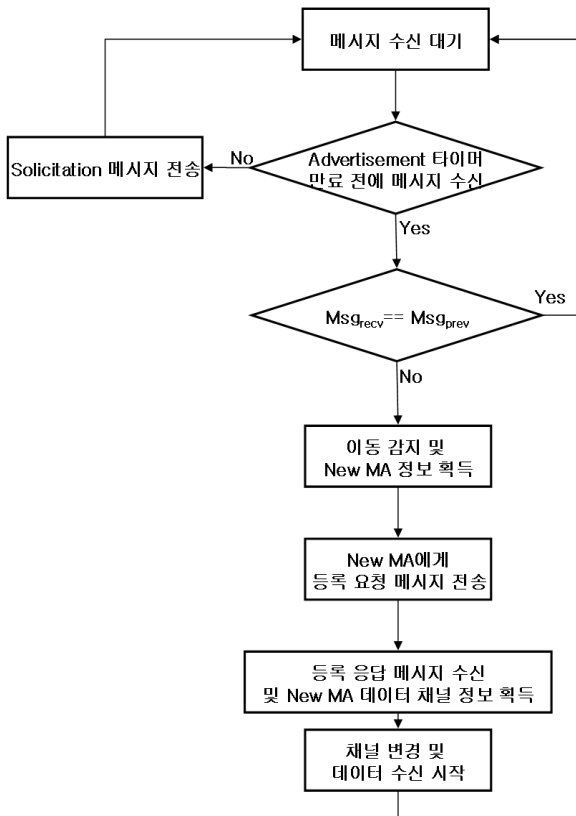 메시지 수신 대기
Solicitation 메시지 전송
No
Advertisement 타이머
만료 전에 메시지 수신
Yes
Msgrecv== Msgprev
Yes
No
이동 감지 및
New MA 정보 획득
New MA에게
등록 요청 메시지 전송
등록 응답 메시지 수신
및 New MA 데이터 채널 정보 획득
채널 변경 및
데이터 수신 시작